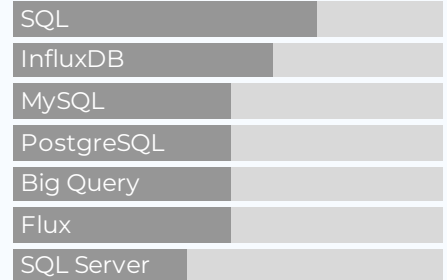 SQL
InfluxDB
MySQL
PostgreSQL
Big Query
Flux
SQL Server